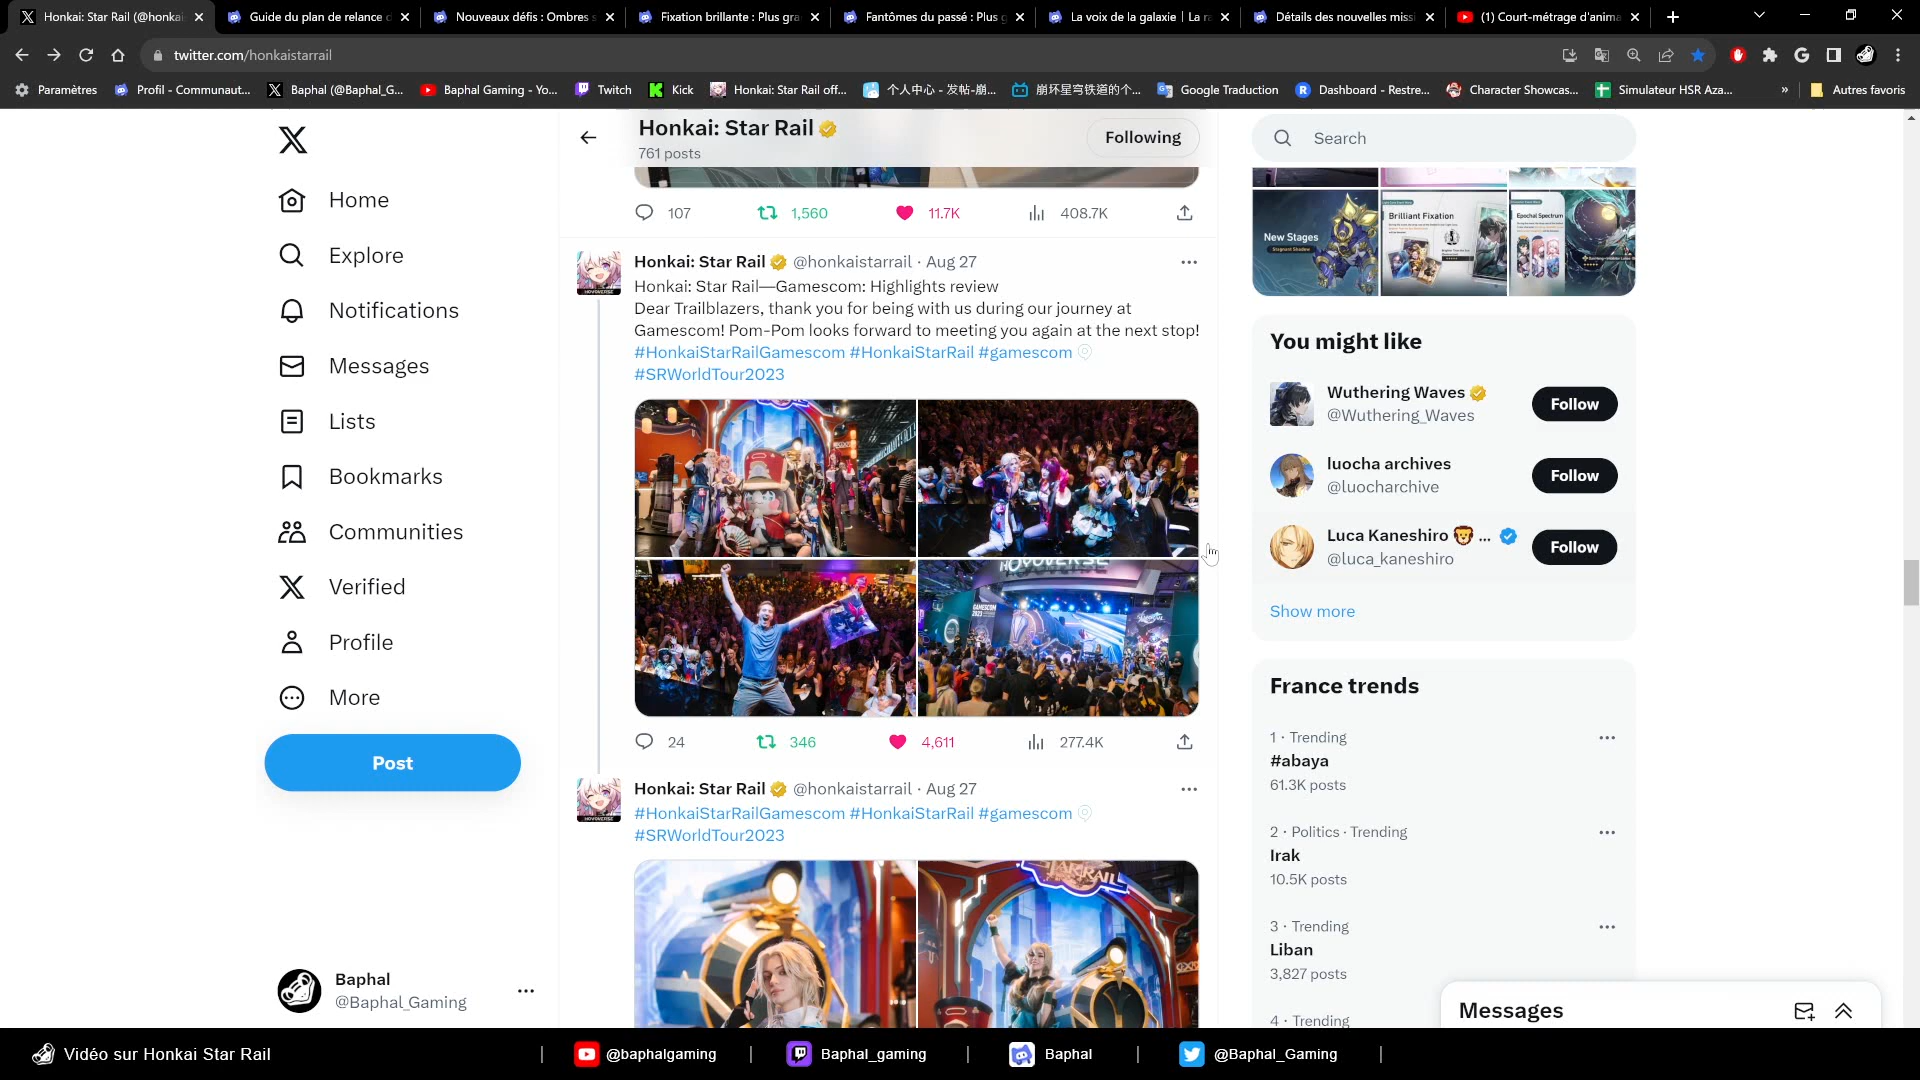 Honkai: Star Rail (@honkai
Guide du plan de relance d
Nouveaux défis : Ombres s
Fixation brillante : Plus gra
Fantômes du passé : Plus g
La voix de la galaxie | La ra
Détails des nouvelles missi
(1) Court-métrage d'anima
twitter.com/honkaistarrail
Paramètres
Profil - Communaut...
Baphal (@Baphal_G...
Baphal Gaming - Yo...
Twitch
Kick
Honkai: Star Rail off...
个人中心 - 发帖-崩...
崩坏星穹铁道的个...
Google Traduction
Dashboard - Restre...
Character Showcas...
Simulateur HSR Aza...
»
Autres favoris
Home
Explore
Notifications
Messages
Lists
Bookmarks
Communities
Verified
Profile
More
Post
Baphal
@Baphal_Gaming
Honkai: Star Rail
761 posts
Following
107
1,560
11.7K
408.7K
Honkai: Star Rail @honkaistarrail · Aug 27
Honkai: Star Rail—Gamescom: Highlights review
Dear Trailblazers, thank you for being with us during our journey at
Gamescom! Pom-Pom looks forward to meeting you again at the next stop!
#HonkaiStarRailGamescom #HonkaiStarRail #gamescom
#SRWorldTour2023
HOYOVERSE
GAMESCOM
2023
24
346
4,611
277.4K
Honkai: Star Rail @honkaistarrail · Aug 27
#HonkaiStarRailGamescom #HonkaiStarRail #gamescom
#SRWorldTour2023
STARRAIL
Search
New Stages
Stagnant Shadow
Brilliant Fixation
Epochal Spectrum
You might like
Wuthering Waves
@Wuthering_Waves
Follow
luocha archives
@luocharchive
Follow
Luca Kaneshiro 🦁 ...
@luca_kaneshiro
Follow
Show more
France trends
1 · Trending
#abaya
61.3K posts
2 · Politics · Trending
Irak
10.5K posts
3 · Trending
Liban
3,827 posts
4 · Trending
Messages
Vidéo sur Honkai Star Rail
@baphalgaming
Baphal_gaming
Baphal
@Baphal_Gaming